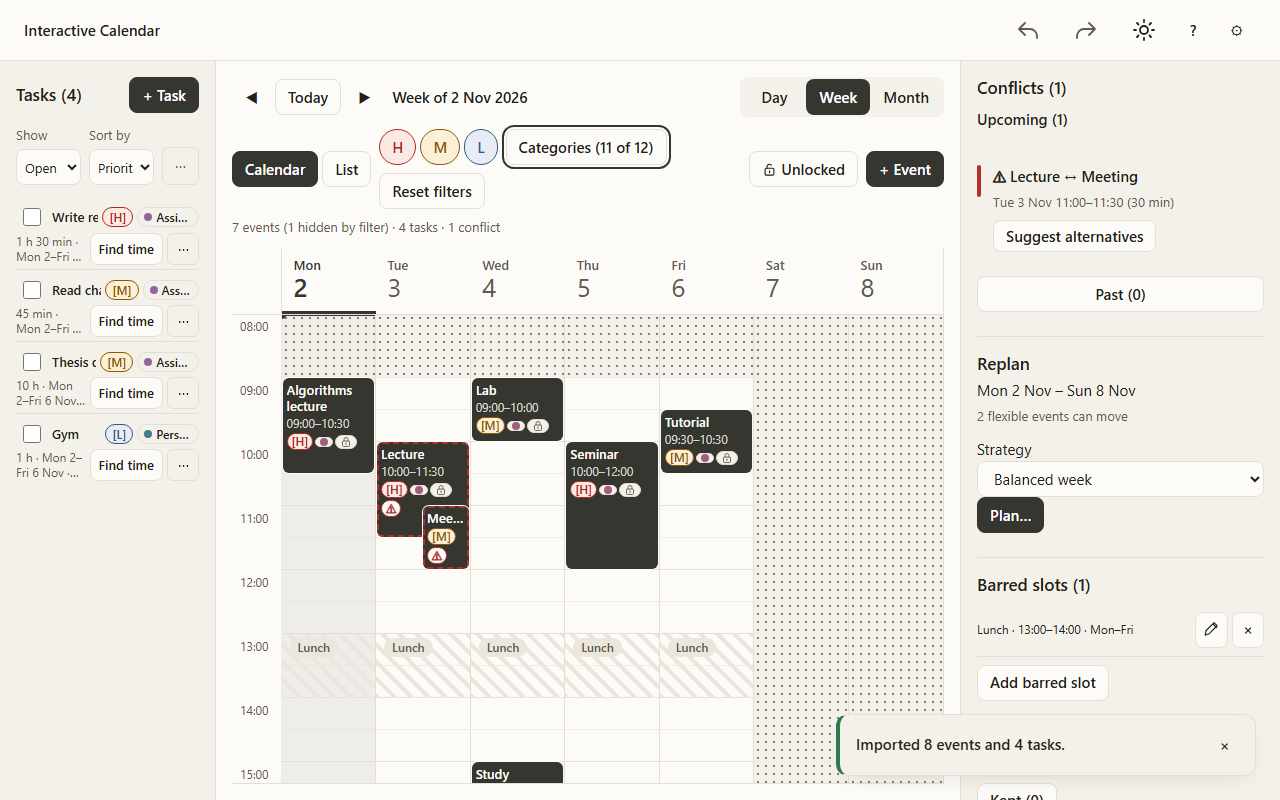 Interactive Calendar
?
Tasks (4)
+ Task
Show
Sort by
Open
Priorit
...
Write re
[H]
Assi...
1 h 30 min ·
Mon 2–Fri ...
Find time
...
Read cha
[M]
Ass...
45 min ·
Mon 2–Fri ...
Find time
...
Thesis c
[M]
Assi...
10 h · Mon
2–Fri 6 Nov...
Find time
...
Gym
[L]
Pers...
1 h · Mon 2–
Fri 6 Nov ·...
Find time
...
◀ Today ▶ Week of 2 Nov 2026
Day Week Month
Calendar List
H M L Categories (11 of 12)
Reset filters
Unlocked
+ Event
7 events (1 hidden by filter) · 4 tasks · 1 conflict
Mon Tue Wed Thu Fri Sat Sun
2 3 4 5 6 7 8
08:00
09:00
10:00
11:00
12:00
13:00
14:00
15:00
Algorithms
lecture
09:00–10:30
[H]
Lecture
10:00–11:30
[H]
Mee...
[M]
Lab
09:00–10:00
[M]
Seminar
10:00–12:00
[H]
Tutorial
09:30–10:30
[M]
Lunch Lunch Lunch Lunch Lunch
Study
Conflicts (1)
Upcoming (1)
⚠ Lecture ↔ Meeting
Tue 3 Nov 11:00–11:30 (30 min)
Suggest alternatives
Past (0)
Replan
Mon 2 Nov – Sun 8 Nov
2 flexible events can move
Strategy
Balanced week
Plan...
Barred slots (1)
Lunch · 13:00–14:00 · Mon–Fri
×
Add barred slot
Imported 8 events and 4 tasks.
×
Kept (0)